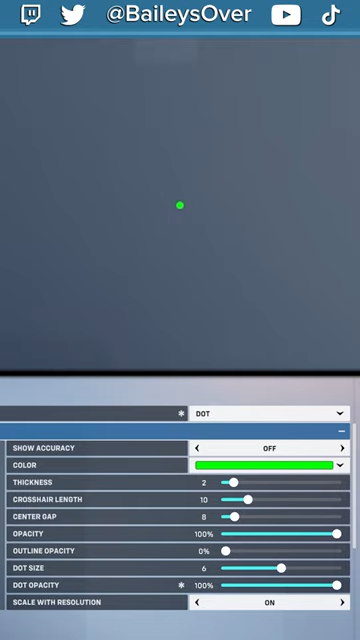 @BaileysOver
DOT
SHOW ACCURACY OFF
COLOR
THICKNESS 2
CROSSHAIR LENGTH 10
CENTER GAP 8
OPACITY 100%
OUTLINE OPACITY 0%
DOT SIZE 6
DOT OPACITY 100%
SCALE WITH RESOLUTION ON